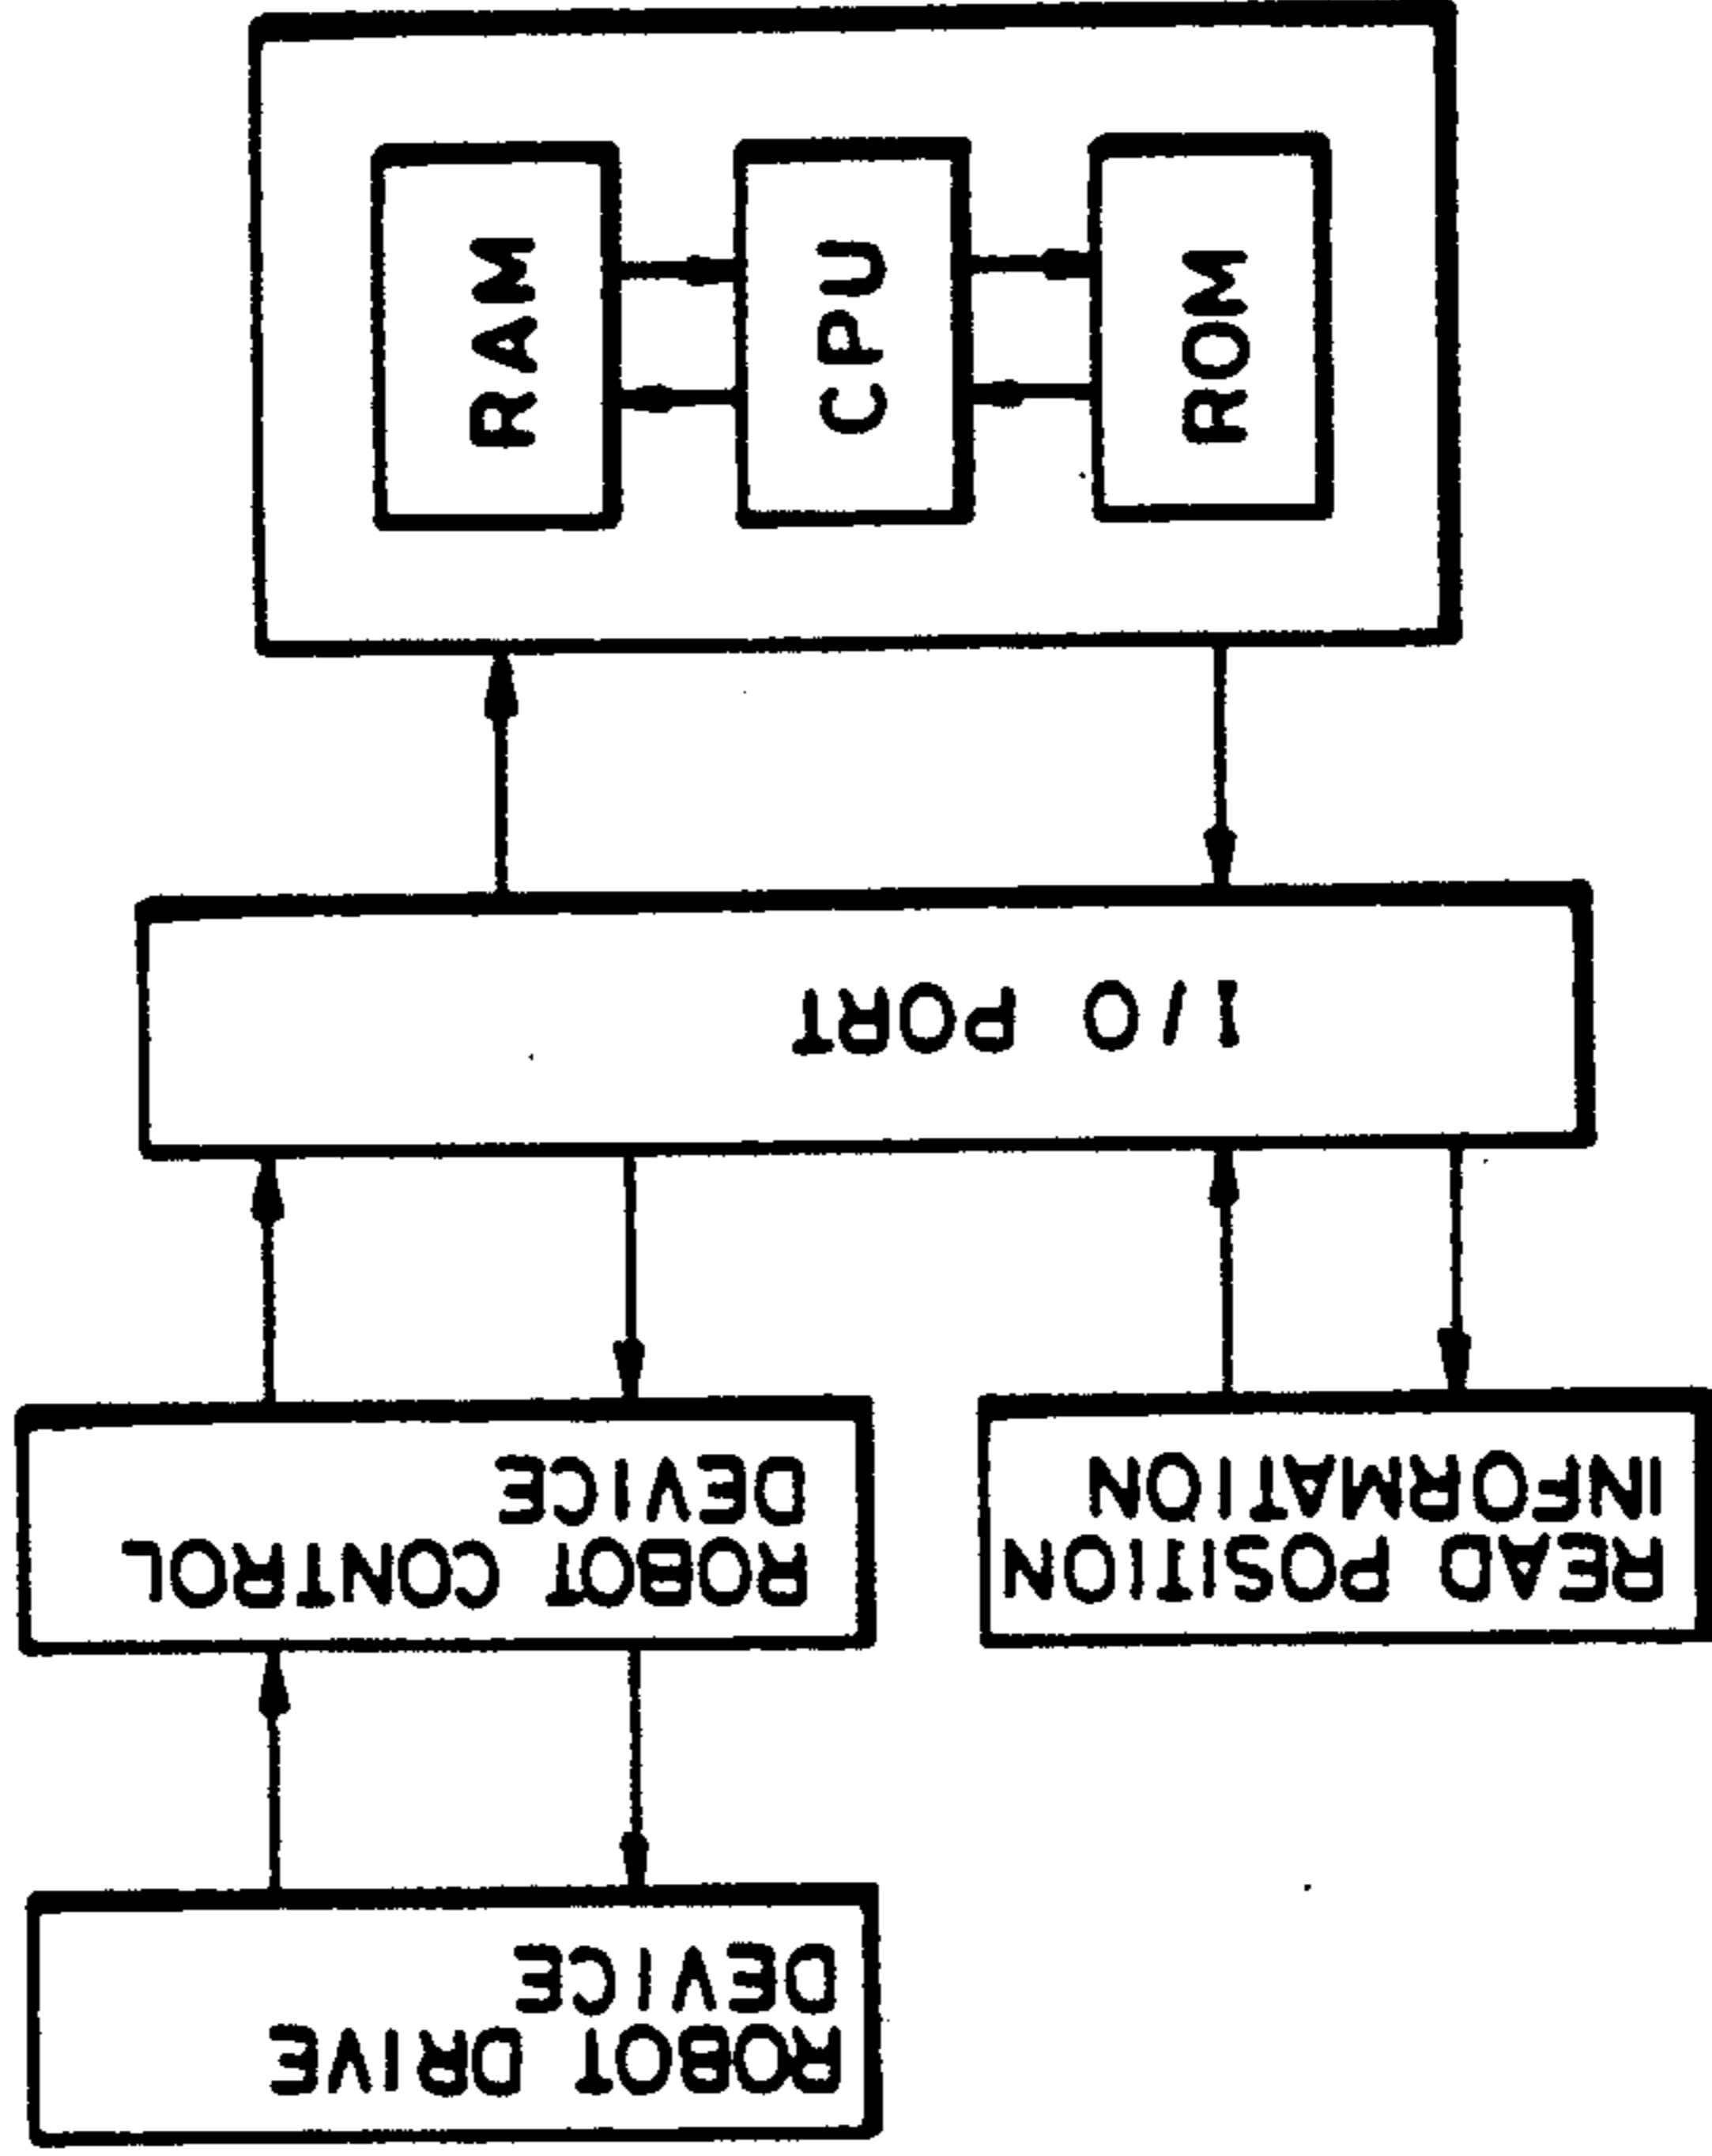 RAM
CPU
ROM
I/O PORT
ROBOT CONTROL
DEVICE
READ POSITION
INFORMATION
ROBOT DRIVE
DEVICE